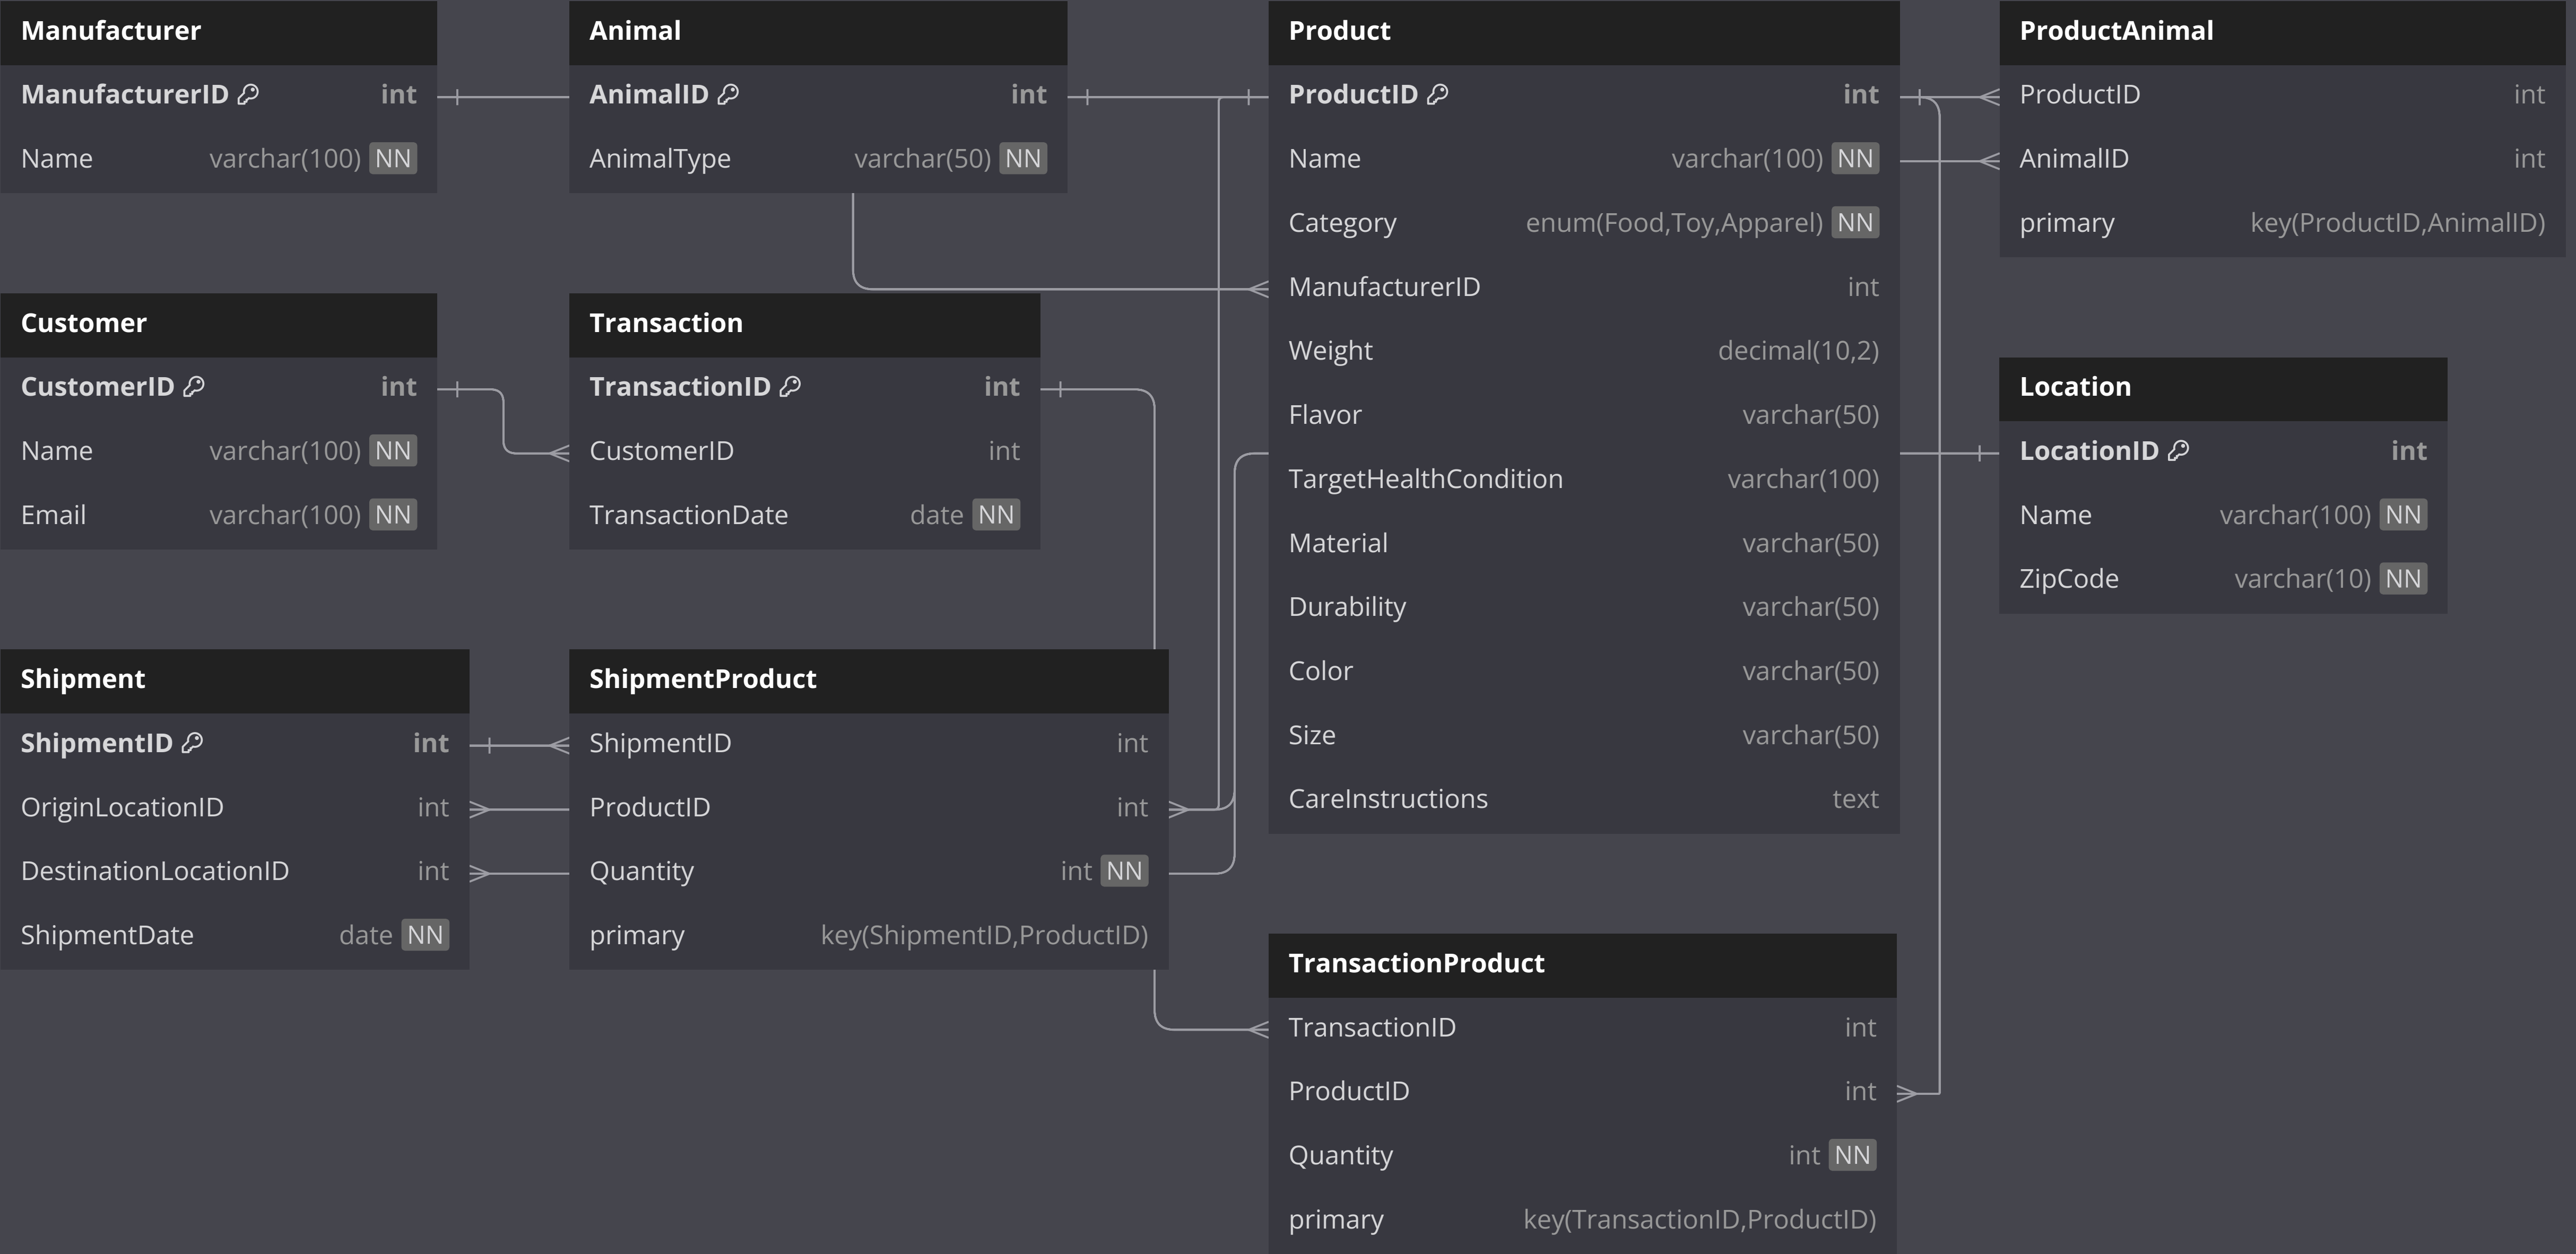 Manufacturer
ManufacturerID int
Name varchar(100) NN
Animal
AnimalID int
AnimalType varchar(50) NN
Product
ProductID int
Name varchar(100) NN
Category enum(Food,Toy,Apparel) NN
ManufacturerID int
Weight decimal(10,2)
Flavor varchar(50)
TargetHealthCondition varchar(100)
Material varchar(50)
Durability varchar(50)
Color varchar(50)
Size varchar(50)
CareInstructions text
ProductAnimal
ProductID int
AnimalID int
primary key(ProductID,AnimalID)
Customer
CustomerID int
Name varchar(100) NN
Email varchar(100) NN
Transaction
TransactionID int
CustomerID int
TransactionDate date NN
Location
LocationID int
Name varchar(100) NN
ZipCode varchar(10) NN
Shipment
ShipmentID int
OriginLocationID int
DestinationLocationID int
ShipmentDate date NN
ShipmentProduct
ShipmentID int
ProductID int
Quantity int NN
primary key(ShipmentID,ProductID)
TransactionProduct
TransactionID int
ProductID int
Quantity int NN
primary key(TransactionID,ProductID)